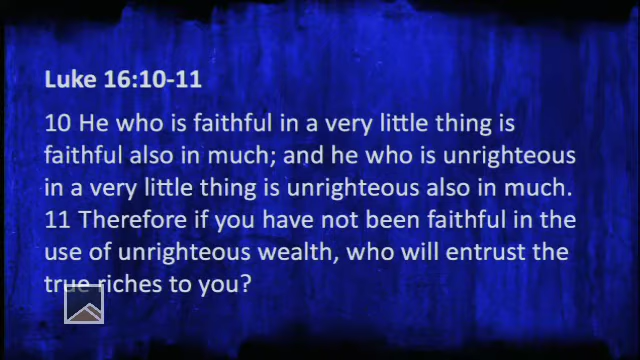 Luke 16:10-11
10 He who is faithful in a very little thing is
faithful also in much; and he who is unrighteous
in a very little thing is unrighteous also in much.
11 Therefore if you have not been faithful in the
use of unrighteous wealth, who will entrust the
true riches to you?